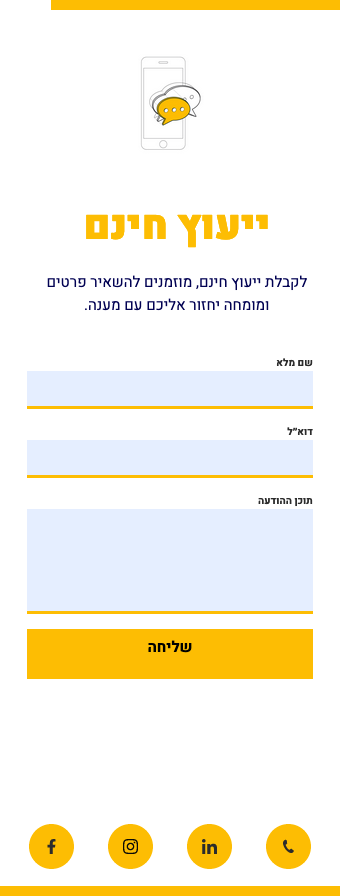 ייעוץ חינם
לקבלת ייעוץ חינם, מוזמנים להשאיר פרטים
ומומחה יחזור אליכם עם מענה.
שם מלא
דוא״ל
תוכן ההודעה
שליחה